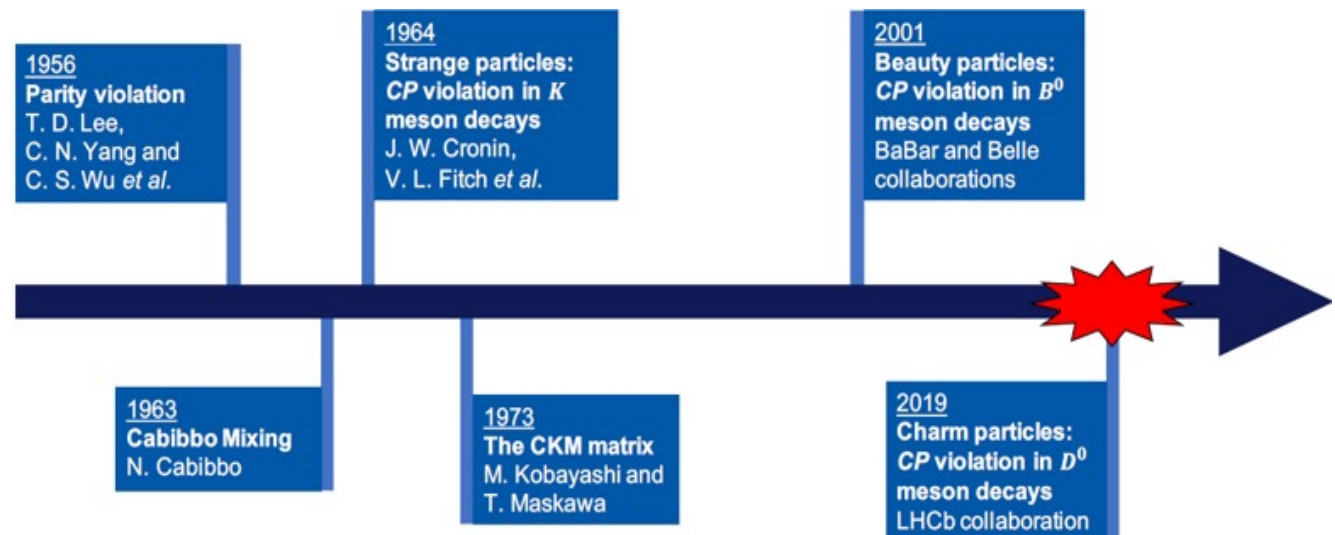 1956
Parity violation
T. D. Lee,
C. N. Yang and
C. S. Wu et al.
1964
Strange particles:
CP violation in K
meson decays
J. W. Cronin,
V. L. Fitch et al.
2001
Beauty particles:
CP violation in B⁰
meson decays
BaBar and Belle
collaborations
1963
Cabibbo Mixing
N. Cabibbo
1973
The CKM matrix
M. Kobayashi and
T. Maskawa
2019
Charm particles:
CP violation in D⁰
meson decays
LHCb collaboration